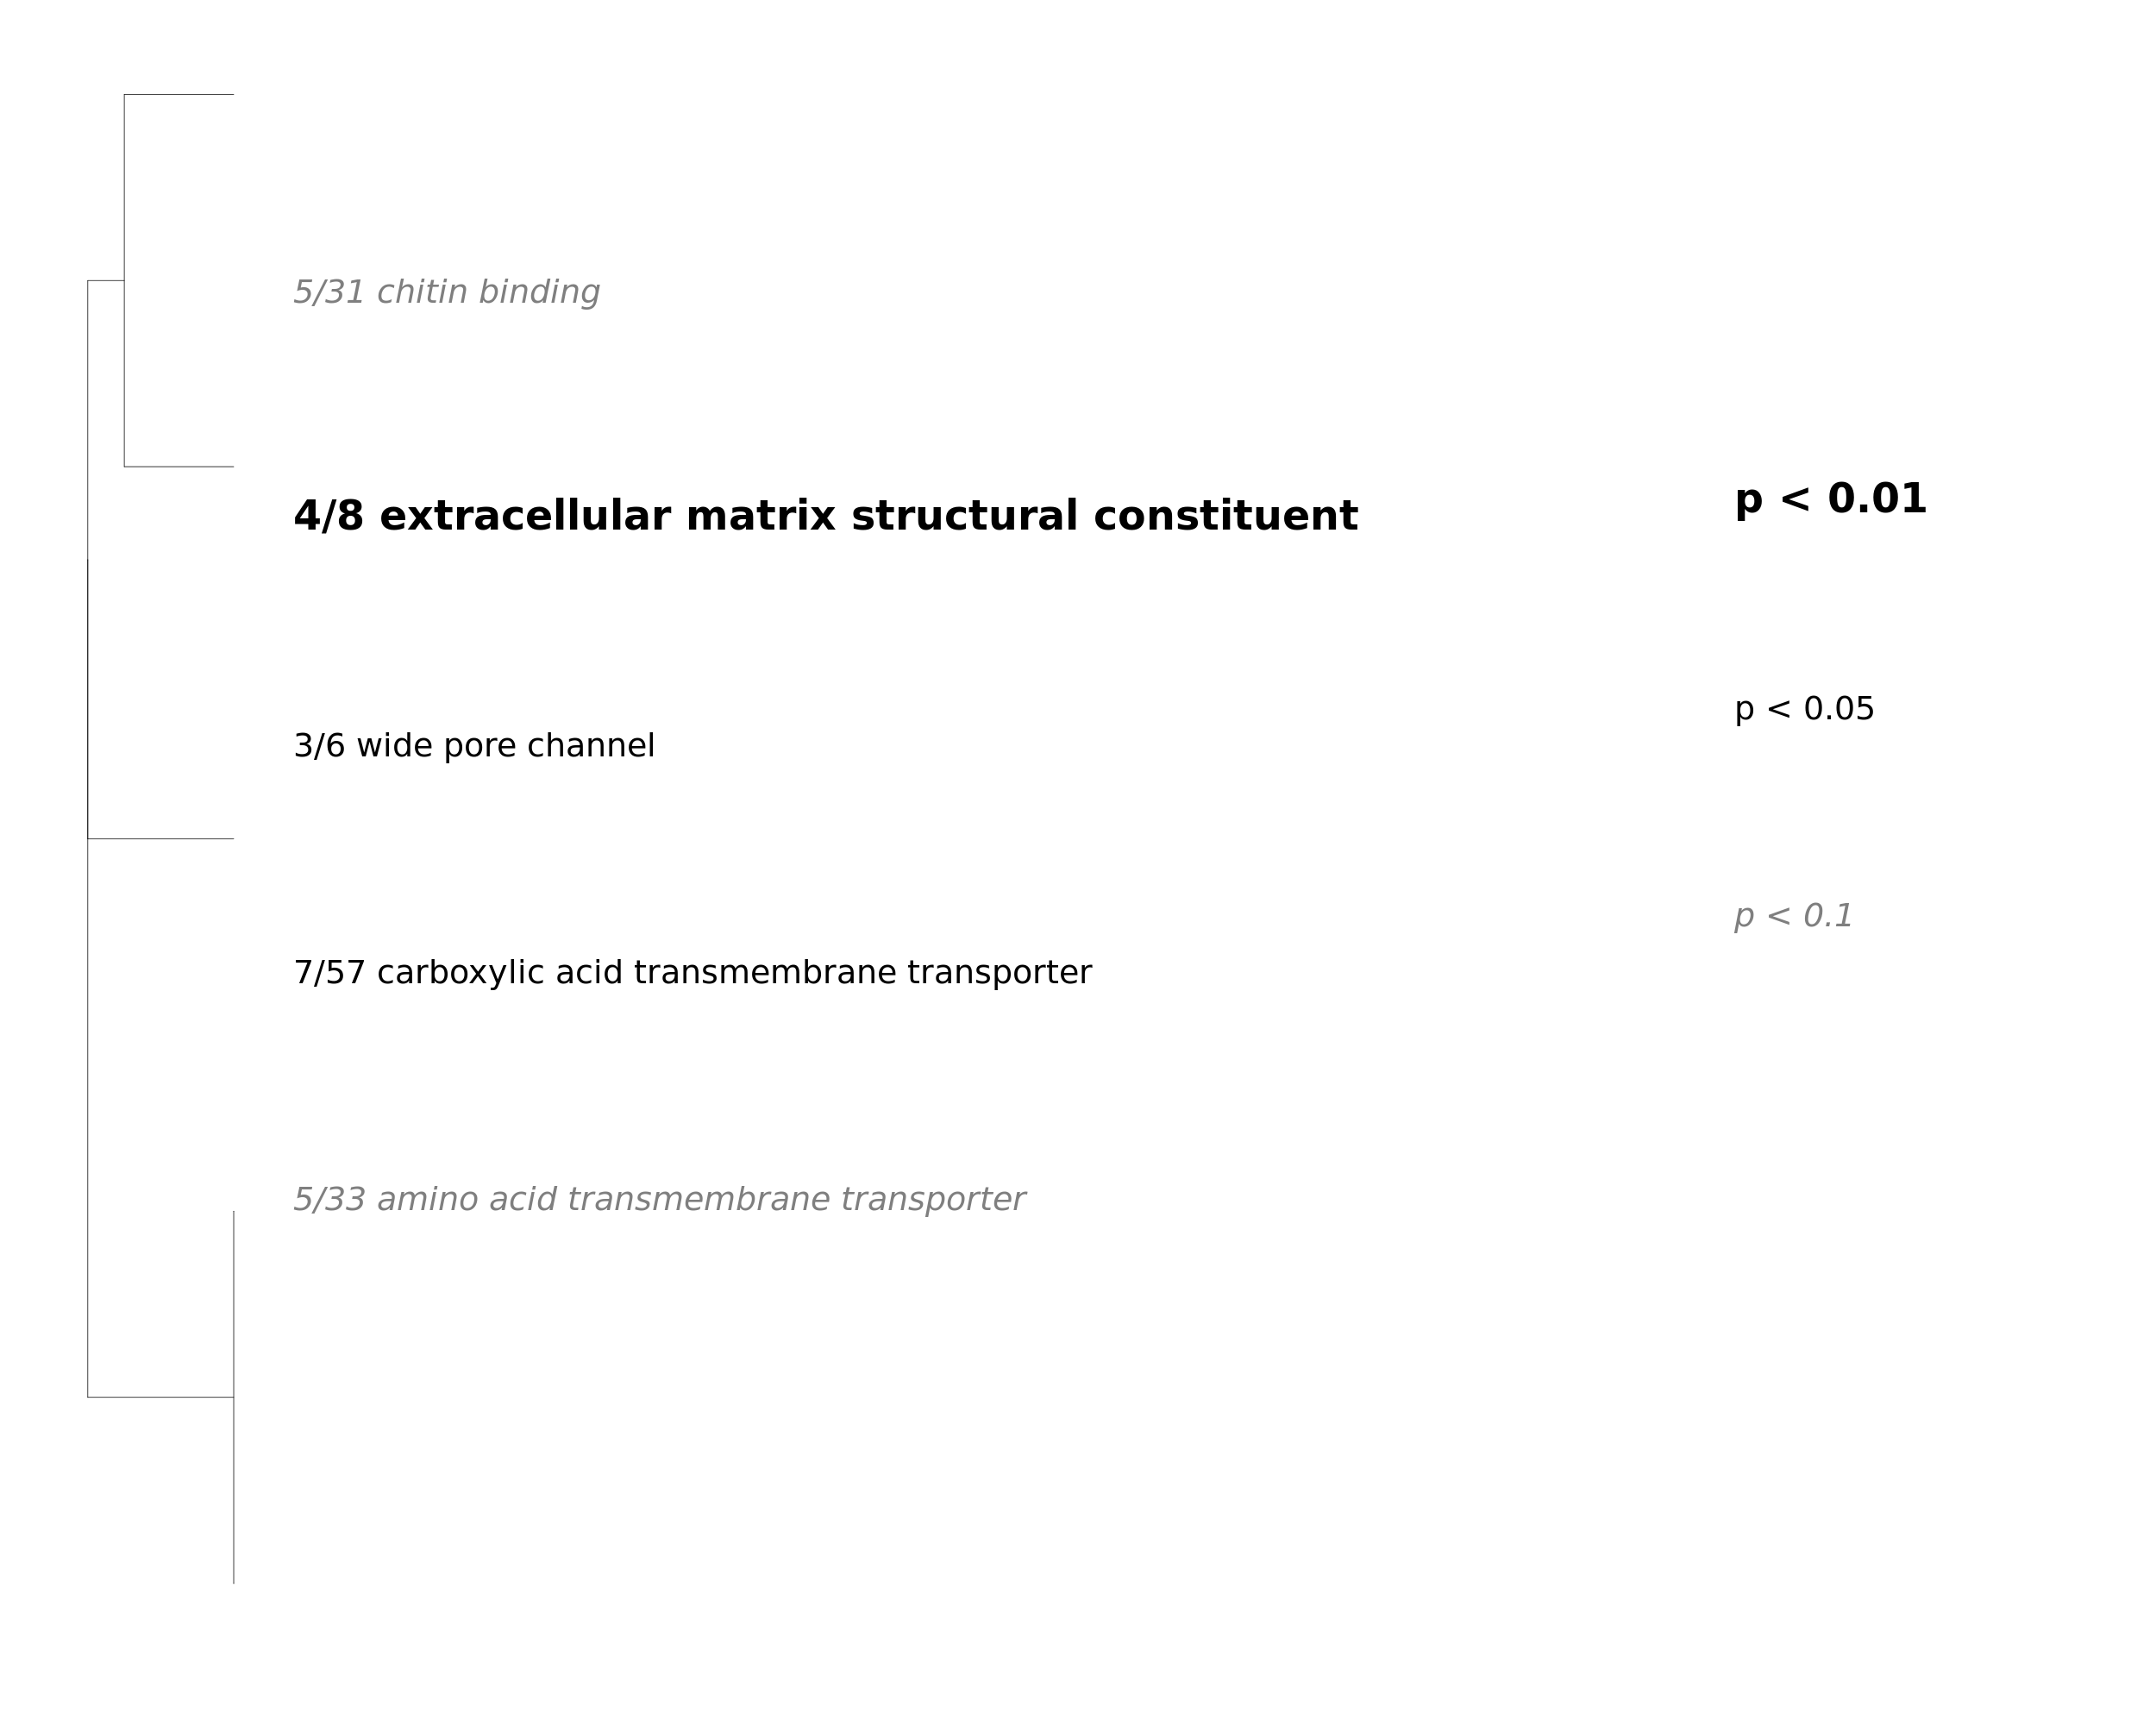 5/31 chitin binding
4/8 extracellular matrix structural constituent
p < 0.01
3/6 wide pore channel
p < 0.05
7/57 carboxylic acid transmembrane transporter
p < 0.1
5/33 amino acid transmembrane transporter